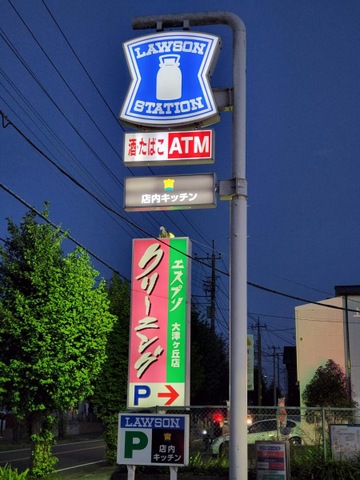 LAWSON
STATION
酒・たばこ ATM
店内キッチン
クリーニング
エスプリ
大津ヶ丘店
P →
LAWSON
P 店内
キッチン